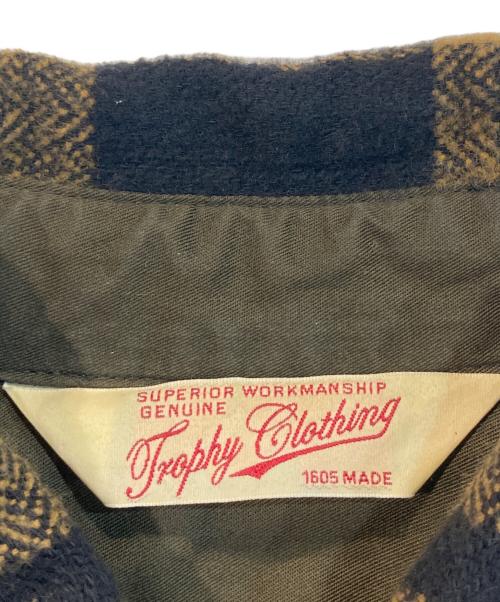 SUPERIOR WORKMANSHIP
GENUINE
Trophy Clothing
1605 MADE